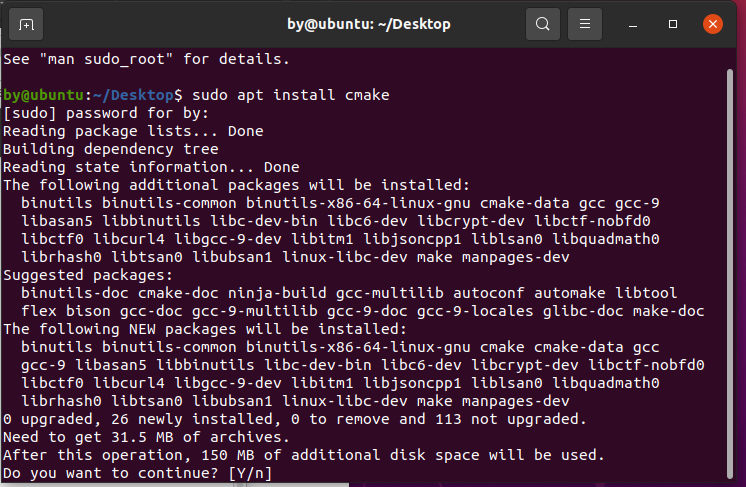 by@ubuntu: ~/Desktop
See "man sudo_root" for details.
by@ubuntu:~/Desktop$ sudo apt install cmake
[sudo] password for by:
Reading package lists... Done
Building dependency tree
Reading state information... Done
The following additional packages will be installed:
  binutils binutils-common binutils-x86-64-linux-gnu cmake-data gcc gcc-9
  libasan5 libbinutils libc-dev-bin libc6-dev libcrypt-dev libctf-nobfd0
  libctf0 libcurl4 libgcc-9-dev libitm1 libjsoncpp1 liblsan0 libquadmath0
  librhash0 libtsan0 libubsan1 linux-libc-dev make manpages-dev
Suggested packages:
  binutils-doc cmake-doc ninja-build gcc-multilib autoconf automake libtool
  flex bison gcc-doc gcc-9-multilib gcc-9-doc gcc-9-locales glibc-doc make-doc
The following NEW packages will be installed:
  binutils binutils-common binutils-x86-64-linux-gnu cmake cmake-data gcc
  gcc-9 libasan5 libbinutils libc-dev-bin libc6-dev libcrypt-dev libctf-nobfd0
  libctf0 libcurl4 libgcc-9-dev libitm1 libjsoncpp1 liblsan0 libquadmath0
  librhash0 libtsan0 libubsan1 linux-libc-dev make manpages-dev
0 upgraded, 26 newly installed, 0 to remove and 113 not upgraded.
Need to get 31.5 MB of archives.
After this operation, 150 MB of additional disk space will be used.
Do you want to continue? [Y/n]